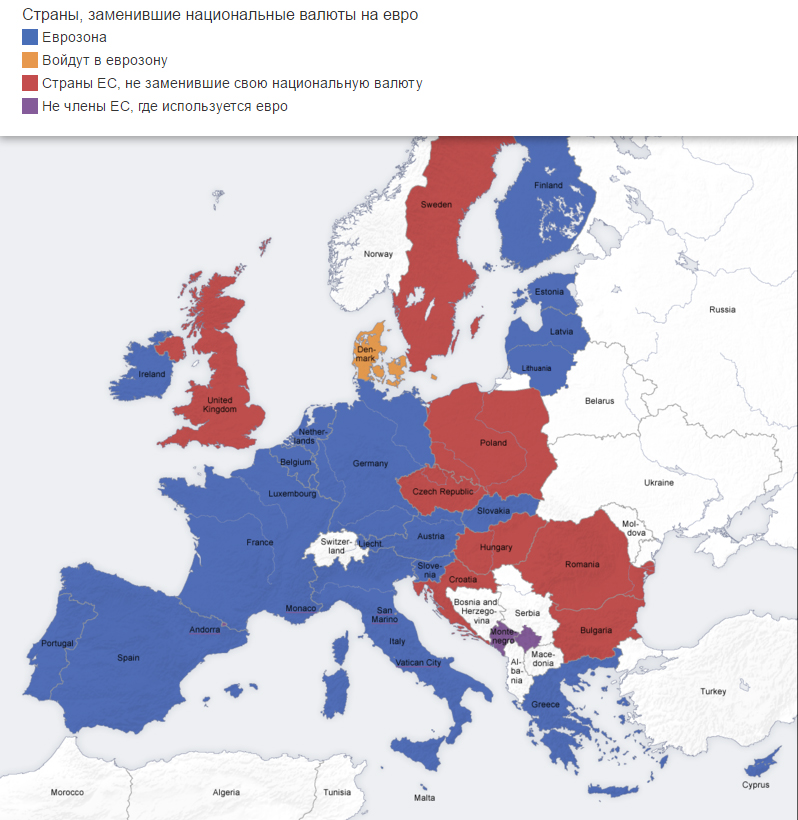 Страны, заменившие национальные валюты на евро
Еврозона
Войдут в еврозону
Страны ЕС, не заменившие свою национальную валюту
Не члены ЕС, где используется евро
Finland
Sweden
Norway
Estonia
Russia
Latvia
Den-
mark
Lithuania
Ireland
United
Kingdom
Belarus
Nether-
lands
Poland
Belgium
Germany
Ukraine
Czech Republic
Luxembourg
Slovakia
Mol-
dova
Austria
France
Switzer-
land
Liecht.
Hungary
Romania
Slove-
nia
Croatia
Bosnia and
Herzego-
vina
Monaco
San
Marino
Serbia
Andorra
Bulgaria
Monte-
negro
Portugal
Italy
Spain
Mace-
donia
Vatican City
Al-
ba-
nia
Turkey
Greece
Cyprus
Morocco
Algeria
Tunisia
Malta